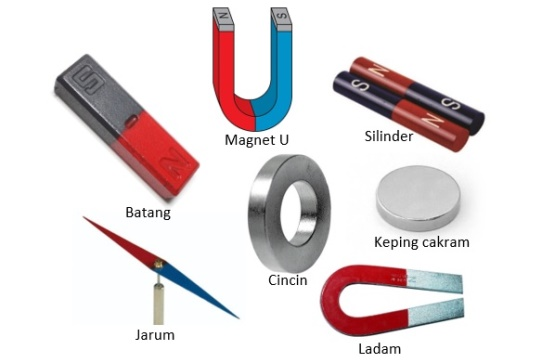 N S
Magnet U
S
N
Batang
N
S S
N
Silinder
Cincin
Keping cakram
Jarum
N
Ladam